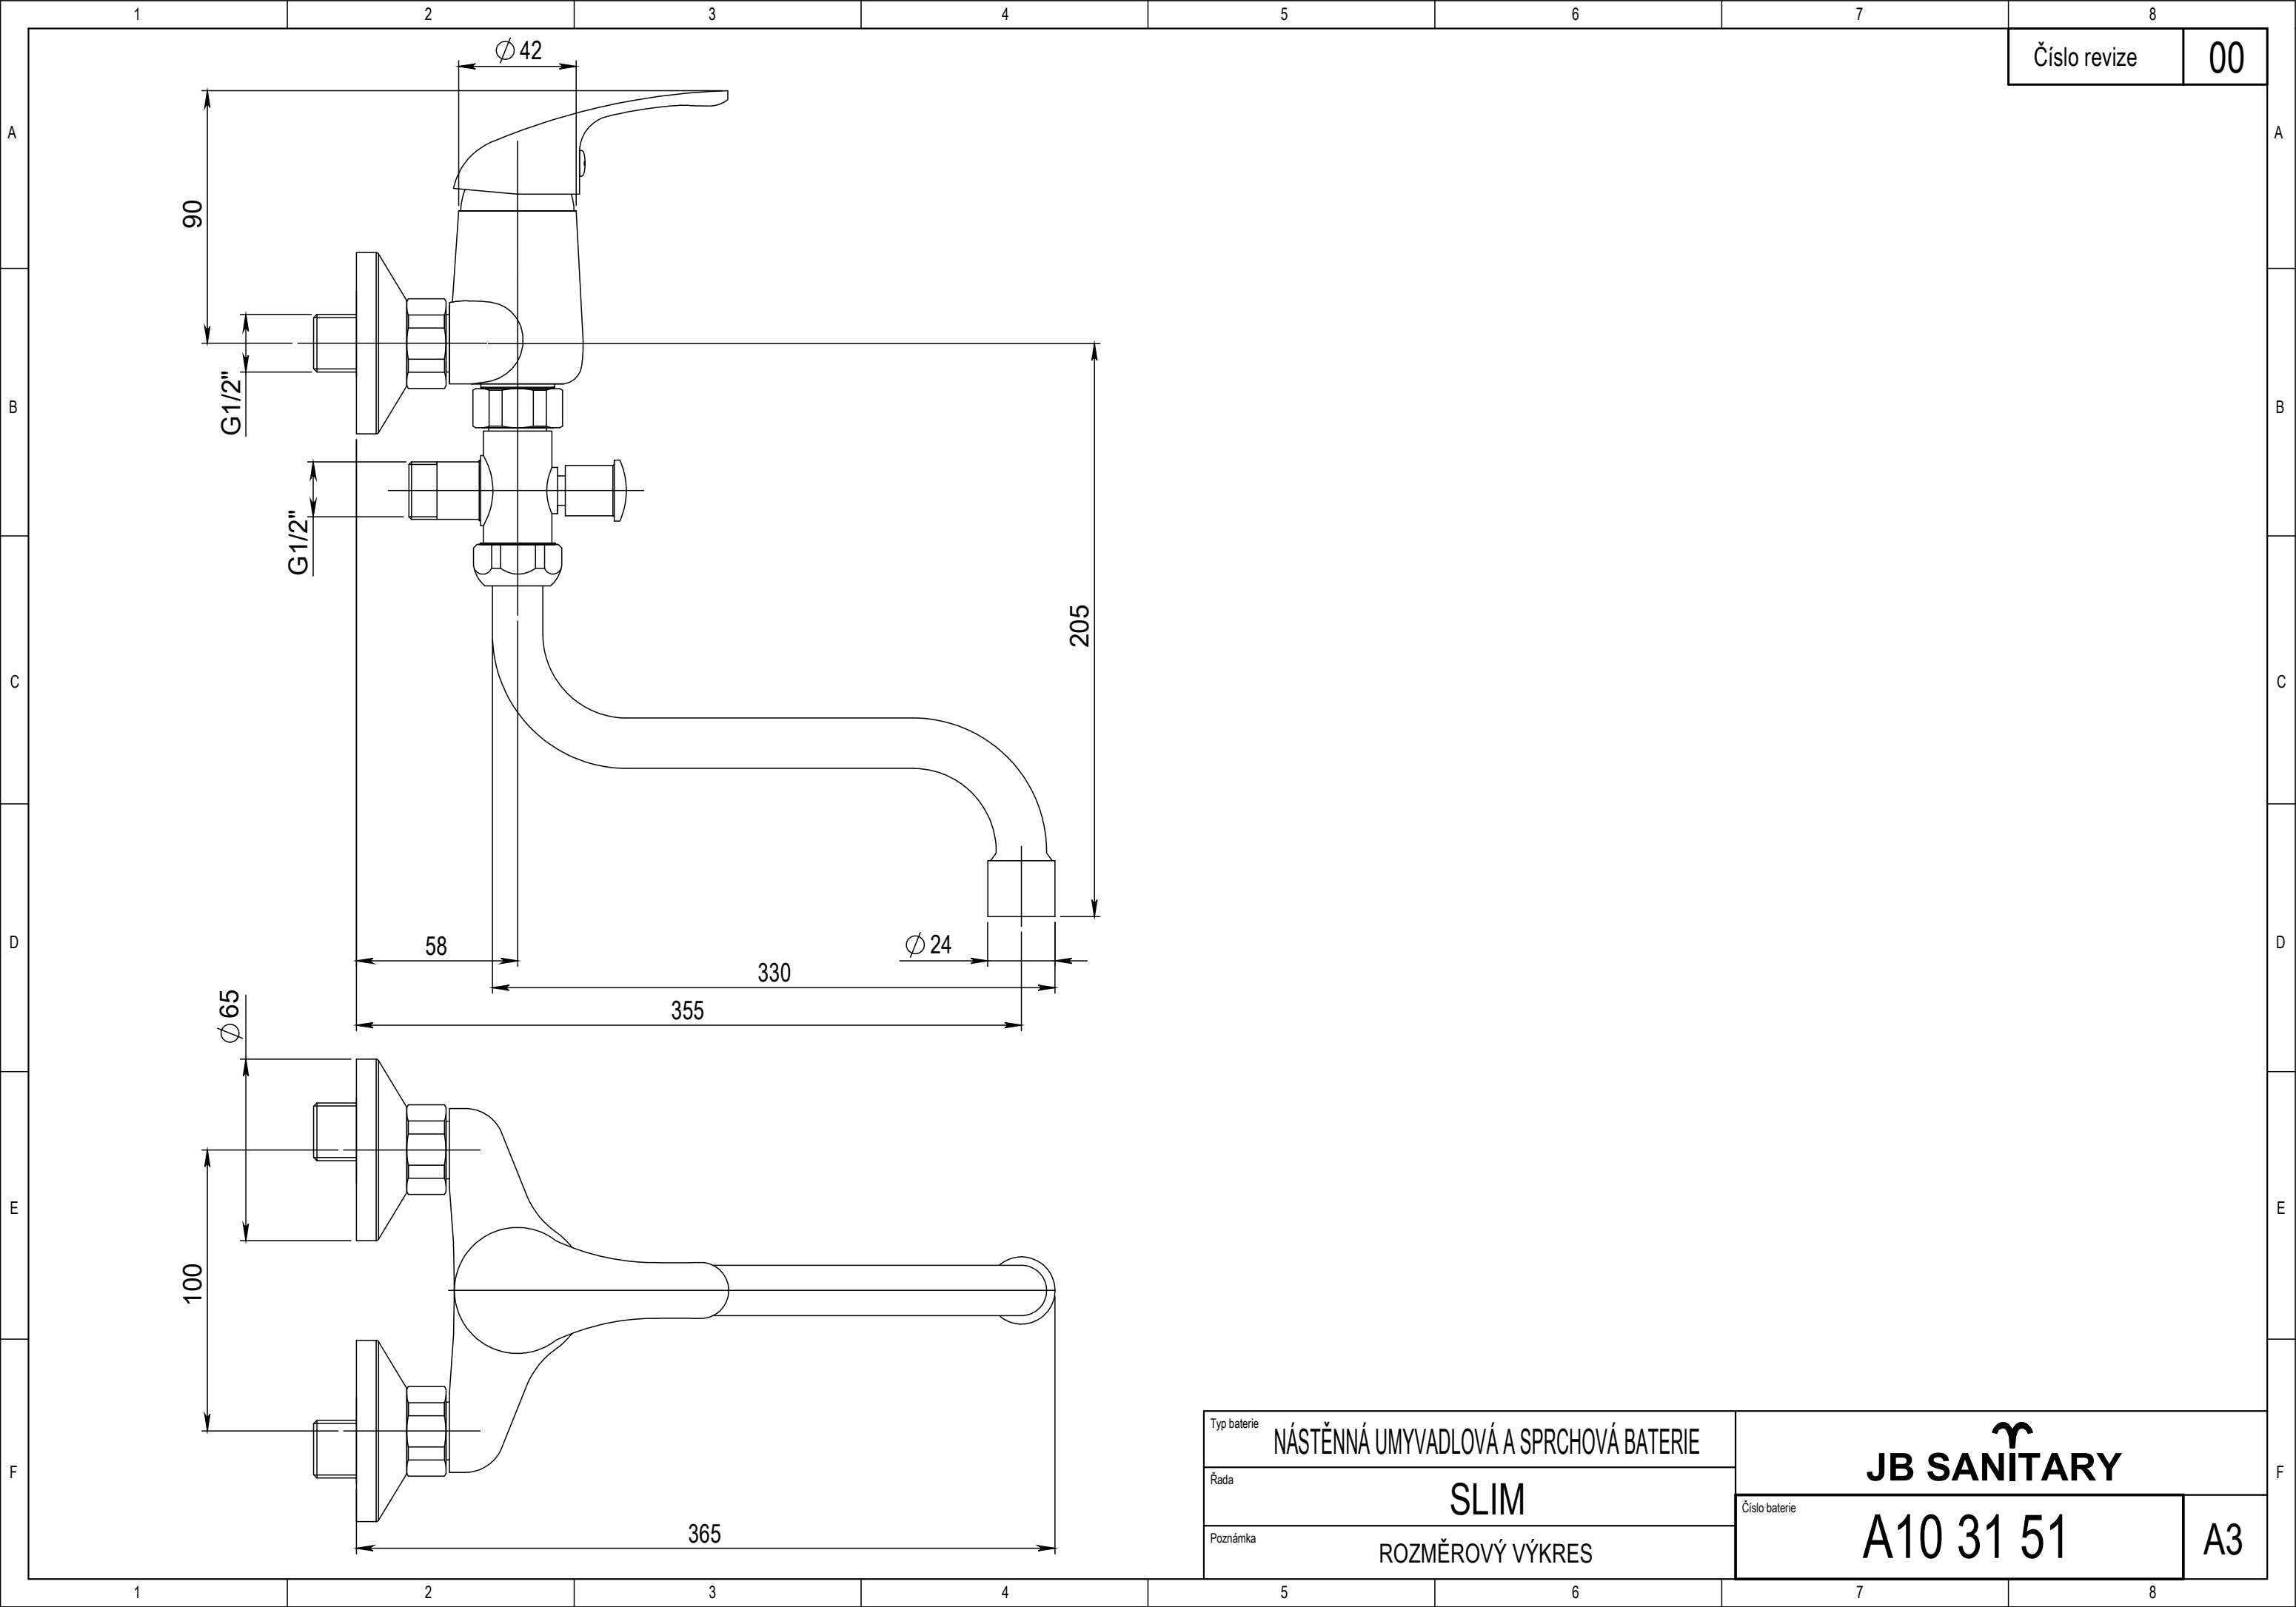 1 2 3 4 5 6 7 8
Číslo revize 00
A A
B B
C C
D D
E E
F F
⌀42
90
G1/2"
G1/2"
205
58
⌀24
330
355
⌀65
100
365
Typ baterie
NÁSTĚNNÁ UMYVADLOVÁ A SPRCHOVÁ BATERIE
Řada
SLIM
Poznámka
ROZMĚROVÝ VÝKRES
JB SANITARY
Číslo baterie
A10 31 51
A3
1 2 3 4 5 6 7 8